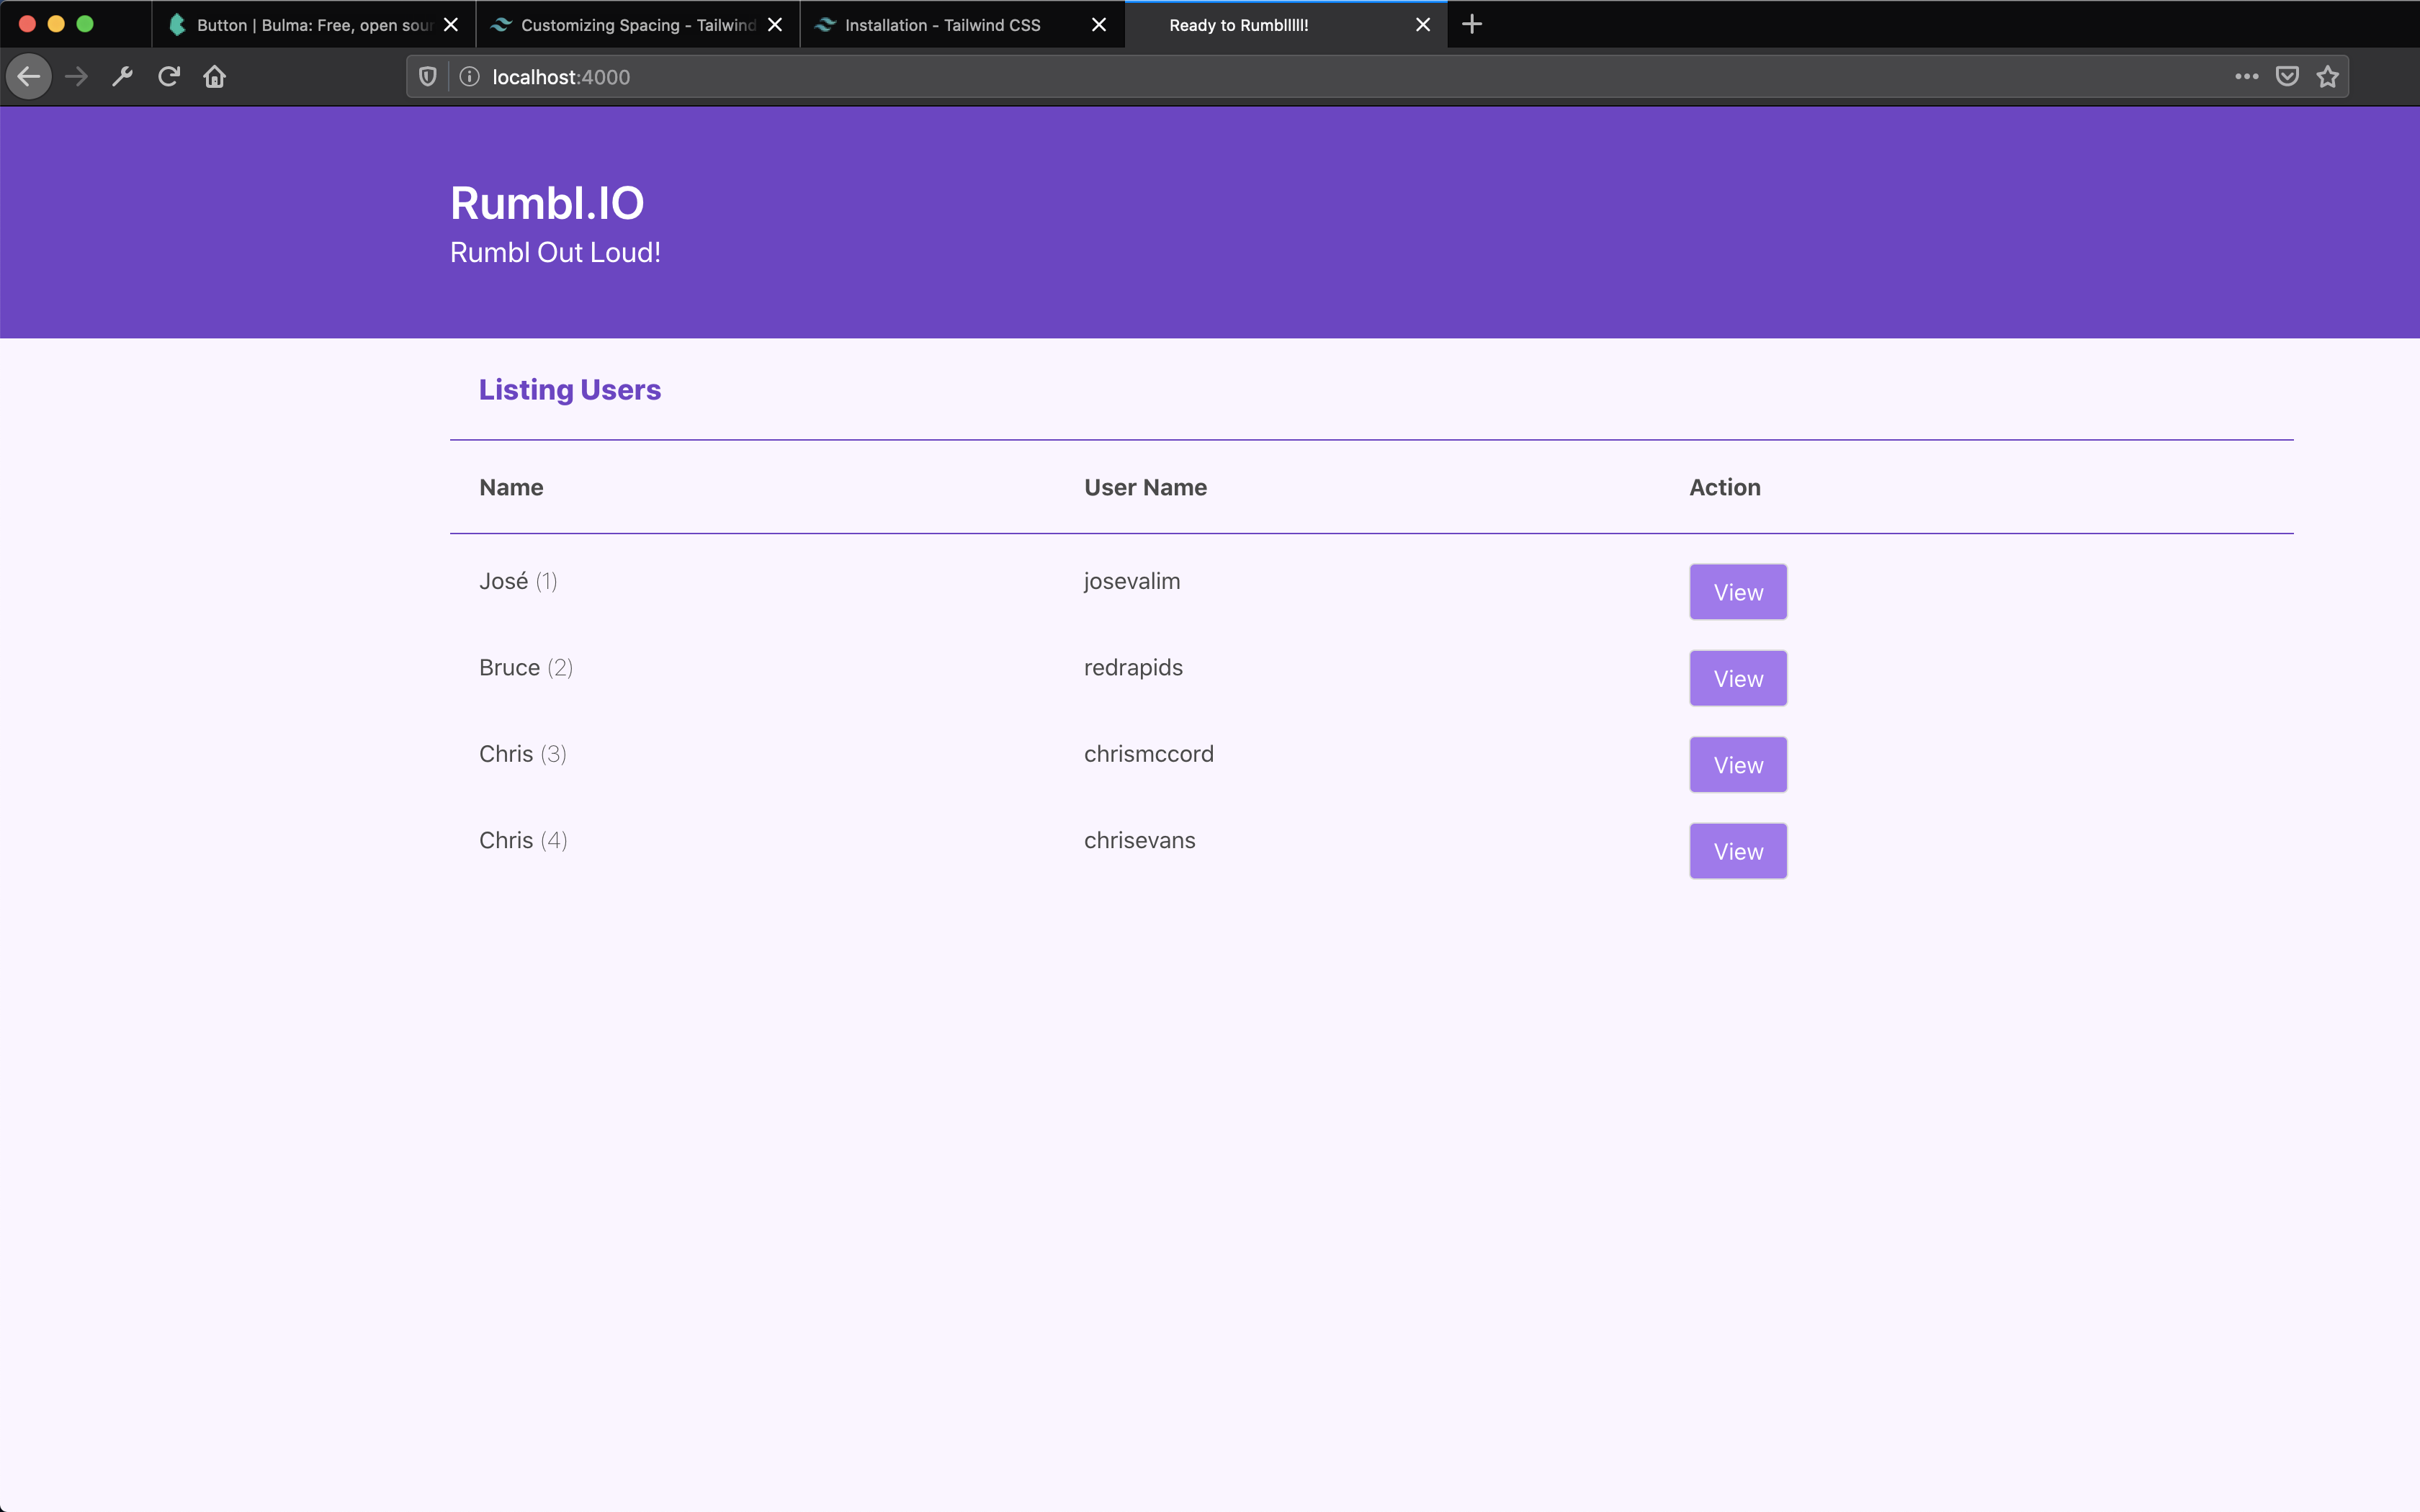 Button | Bulma: Free, open sour
Customizing Spacing - Tailwind
Installation - Tailwind CSS
Ready to Rumblllll!
localhost:4000
Rumbl.IO
Rumbl Out Loud!
Listing Users
Name User Name Action
José (1) josevalim View
Bruce (2) redrapids View
Chris (3) chrismccord View
Chris (4) chrisevans View